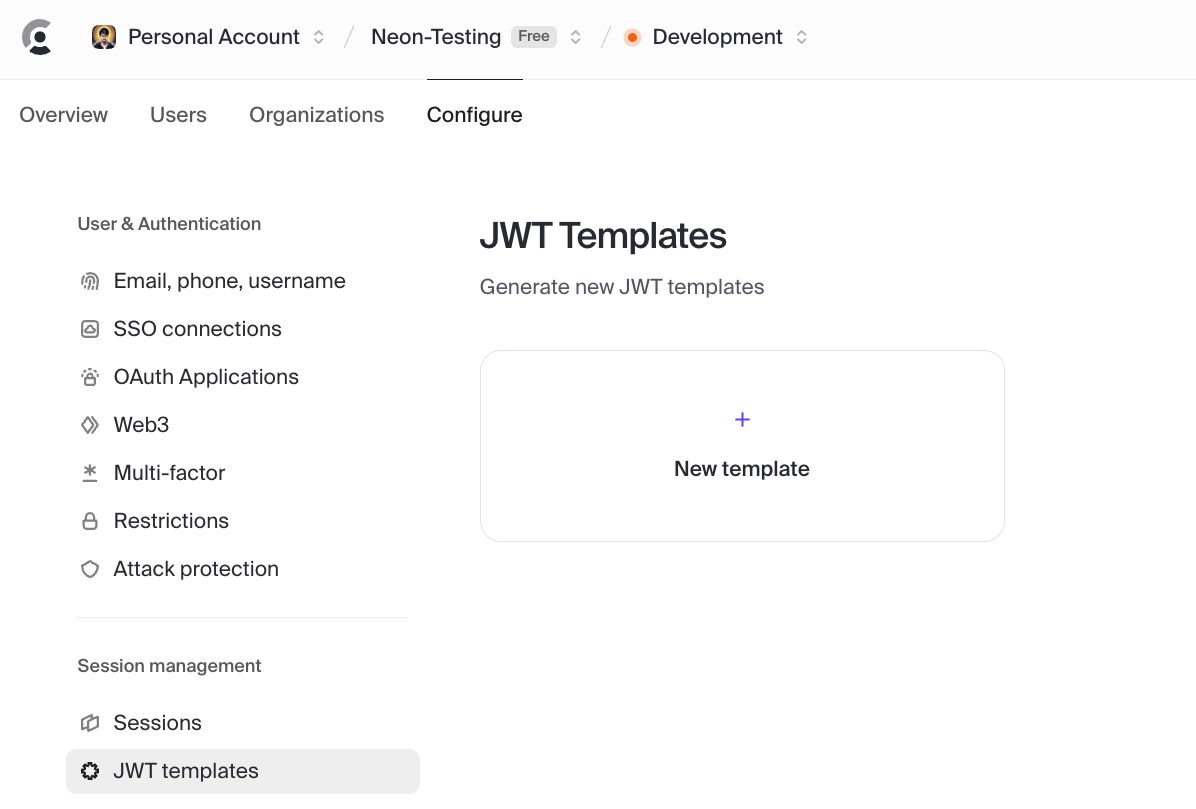 Personal Account / Neon-Testing Free / Development
Overview Users Organizations Configure
User & Authentication
Email, phone, username
SSO connections
OAuth Applications
Web3
Multi-factor
Restrictions
Attack protection
Session management
Sessions
JWT templates
JWT Templates
Generate new JWT templates
+
New template